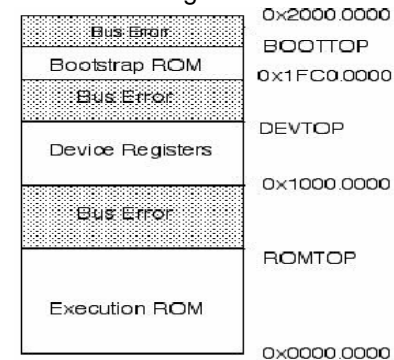 0x2000.0000
Bus Error
BOOTTOP
Bootstrap ROM
0x1FC0.0000
Bus Error
DEVTOP
Device Registers
0x1000.0000
Bus Error
ROMTOP
Execution ROM
0x0000.0000